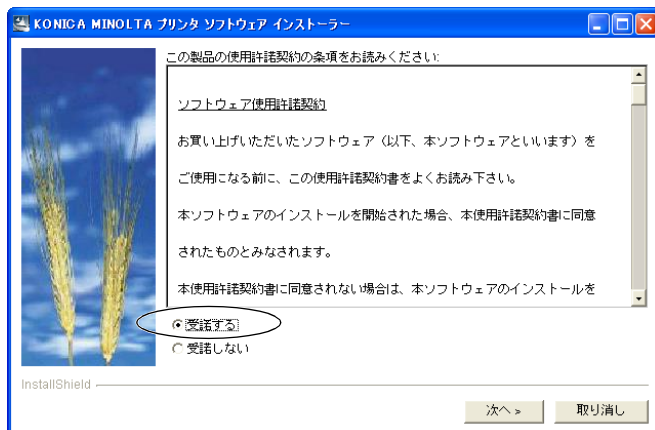 KONICA MINOLTA プリンタ ソフトウェア インストーラー
この製品の使用許諾契約の条項をお読みください:
ソフトウェア使用許諾契約
お買い上げいただいたソフトウェア（以下、本ソフトウェアといいます）を
ご使用になる前に、この使用許諾契約書をよくお読み下さい。
本ソフトウェアのインストールを開始された場合、本使用許諾契約書に同意
されたものとみなされます。
本使用許諾契約書に同意されない場合は、本ソフトウェアのインストールを
受諾する
受諾しない
InstallShield
次へ »
取り消し